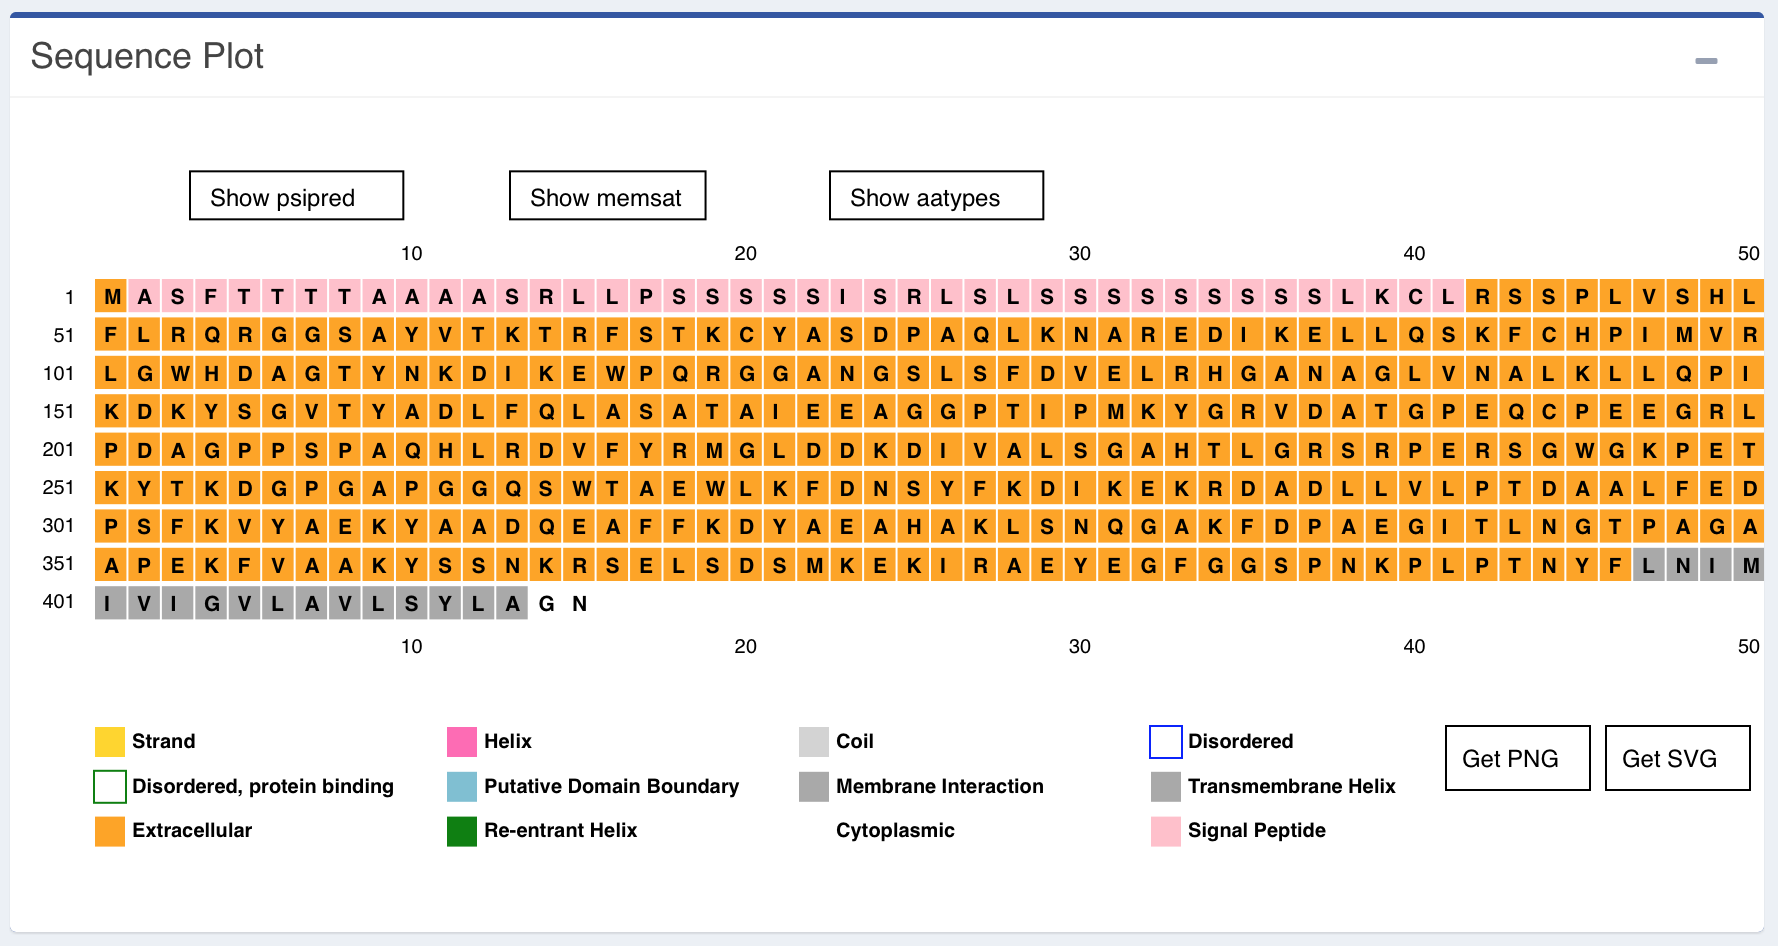 Sequence Plot
Show psipred Show memsat Show aatypes
10 20 30 40 50
1 M A S F T T T T A A A A S R L L P S S S S S I S R L S L S S S S S S S S S L K C L R S S P L V S H L
51 F L R Q R G G S A Y V T K T R F S T K C Y A S D P A Q L K N A R E D I K E L L Q S K F C H P I M V R
101 L G W H D A G T Y N K D I K E W P Q R G G A N G S L S F D V E L R H G A N A G L V N A L K L L Q P I
151 K D K Y S G V T Y A D L F Q L A S A T A I E E A G G P T I P M K Y G R V D A T G P E Q C P E E G R L
201 P D A G P P S P A Q H L R D V F Y R M G L D D K D I V A L S G A H T L G R S R P E R S G W G K P E T
251 K Y T K D G P G A P G G Q S W T A E W L K F D N S Y F K D I K E K R D A D L L V L P T D A A L F E D
301 P S F K V Y A E K Y A A D Q E A F F K D Y A E A H A K L S N Q G A K F D P A E G I T L N G T P A G A
351 A P E K F V A A K Y S S N K R S E L S D S M K E K I R A E Y E G F G G S P N K P L P T N Y F L N I M
401 I V I G V L A V L S Y L A G N
10 20 30 40 50
Strand Helix Coil Disordered
Get PNG Get SVG
Disordered, protein binding Putative Domain Boundary Membrane Interaction Transmembrane Helix
Extracellular Re-entrant Helix Cytoplasmic Signal Peptide